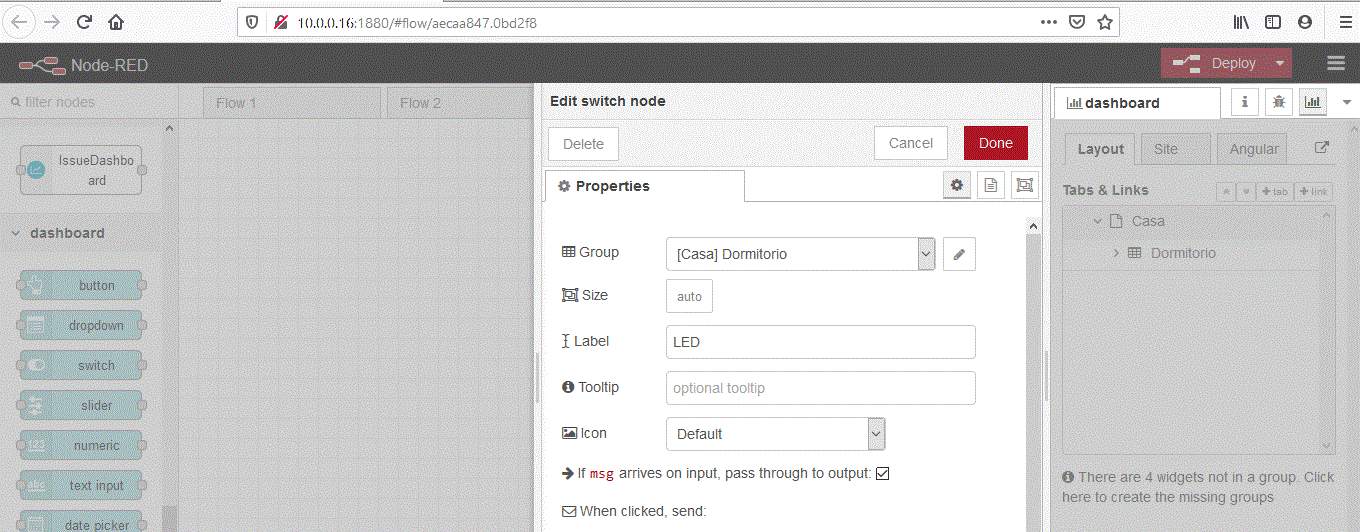 10.0.0.16:1880/#flow/aecaa847.0bd2f8
Node-RED
Deploy
filter nodes
Flow 1
Flow 2
IssueDashbo
ard
dashboard
button
dropdown
switch
slider
numeric
text input
date picker
Edit switch node
Delete
Cancel
Done
Properties
Group
[Casa] Dormitorio
Size
auto
Label
LED
Tooltip
optional tooltip
Icon
Default
If msg arrives on input, pass through to output:
When clicked, send:
dashboard
Layout
Site
Angular
Tabs & Links
+tab
+link
Casa
Dormitorio
There are 4 widgets not in a group. Click
here to create the missing groups